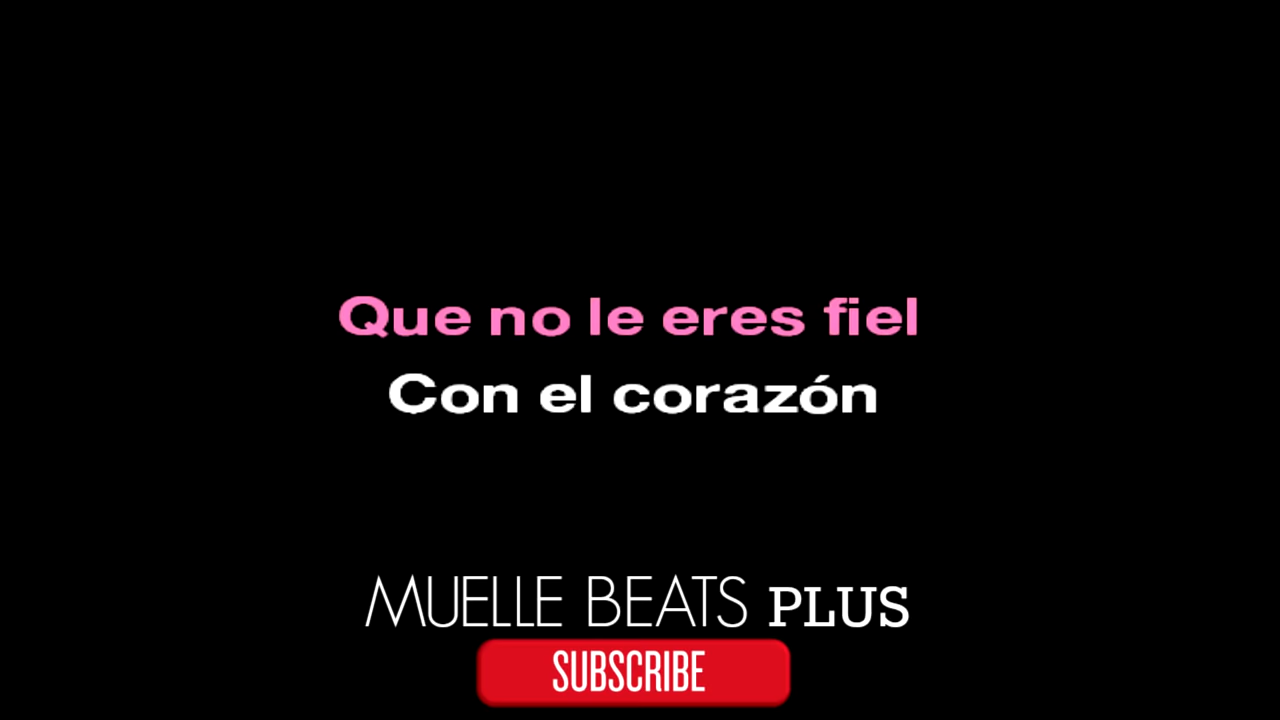 Que no le eres fiel
Con el corazón
MUELLE BEATS PLUS
SUBSCRIBE